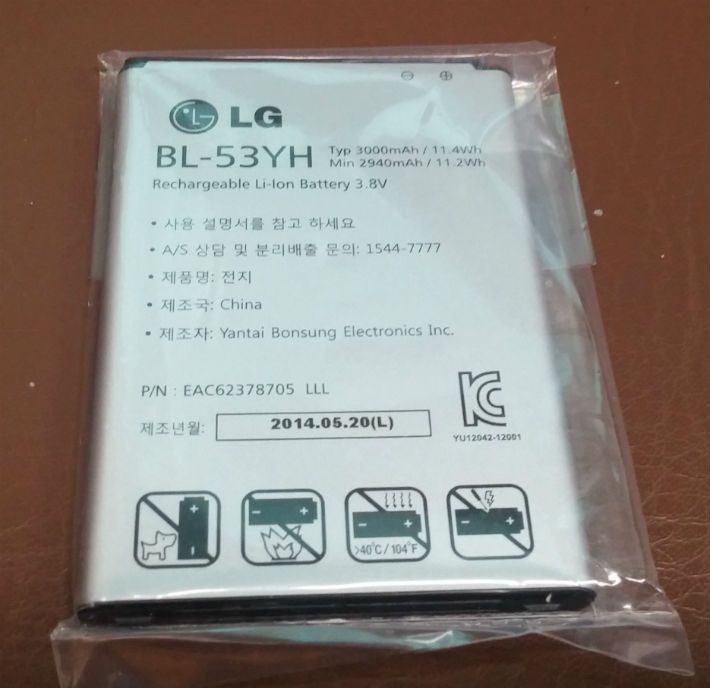 LG
BL-53YH Typ 3000mAh / 11.4Wh
Min 2940mAh / 11.2Wh
Rechargeable Li-Ion Battery 3.8V
• 사용 설명서를 참고 하세요
• A/S 상담 및 분리배출 문의: 1544-7777
• 제품명: 전지
• 제조국: China
• 제조자: Yantai Bonsung Electronics Inc.
P/N : EAC62378705 LLL
제조년월: 2014.05.20(L)
YU12042-12001
>40°C / 104°F